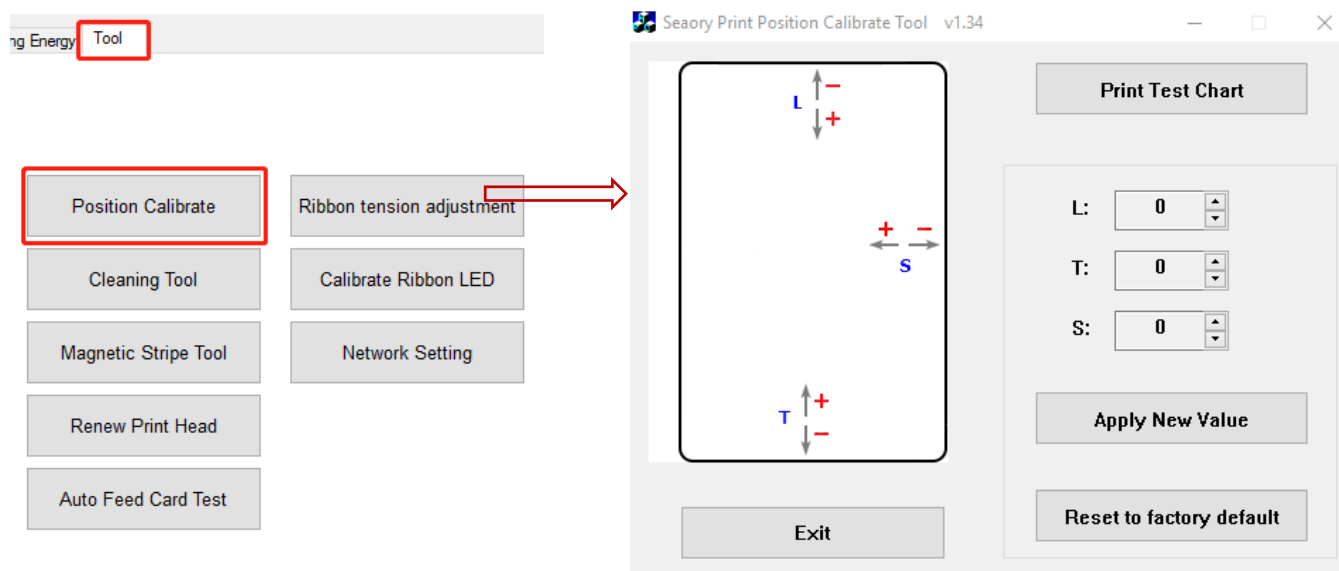 ng Energy
Tool
Position Calibrate
Ribbon tension adjustment
Cleaning Tool
Calibrate Ribbon LED
Magnetic Stripe Tool
Network Setting
Renew Print Head
Auto Feed Card Test
Seaory Print Position Calibrate Tool v1.34
L
−
+
+ −
S
T
+
−
Exit
Print Test Chart
L: 0
T: 0
S: 0
Apply New Value
Reset to factory default